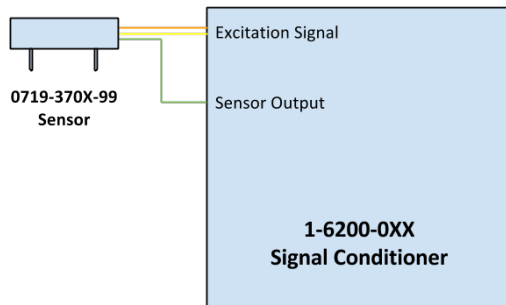 Excitation Signal
0719-370X-99
Sensor
Sensor Output
1-6200-0XX
Signal Conditioner